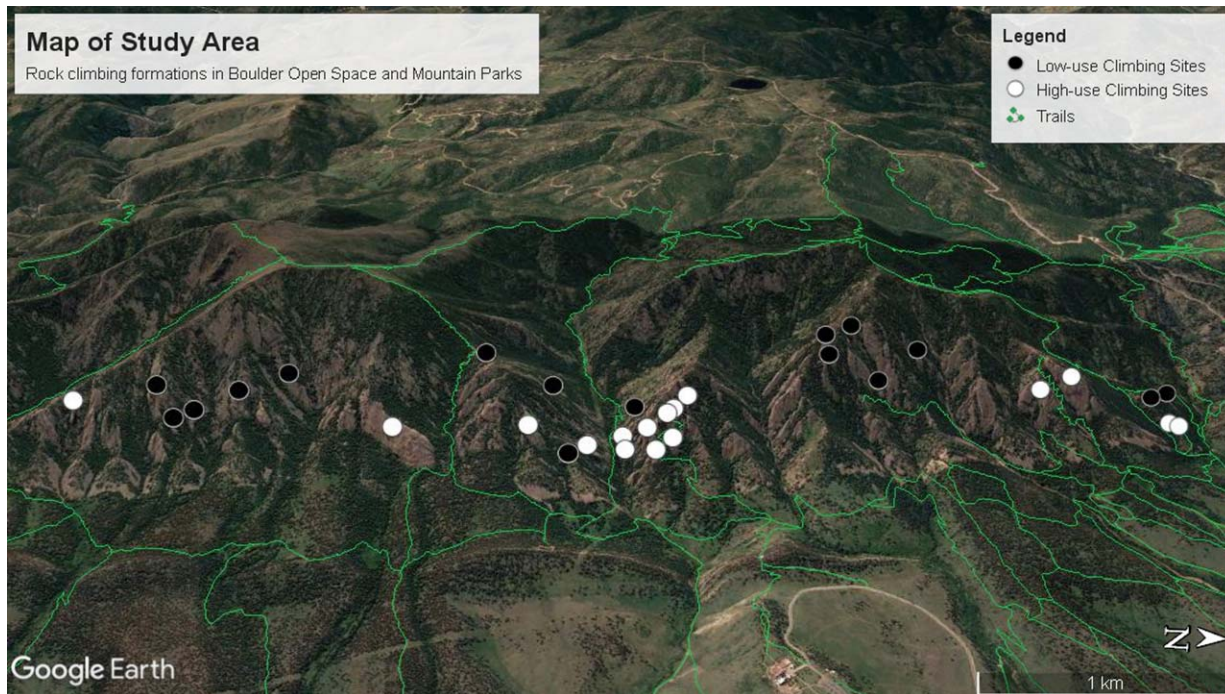 Map of Study Area
Rock climbing formations in Boulder Open Space and Mountain Parks
Legend
Low-use Climbing Sites
High-use Climbing Sites
Trails
N
Google Earth
1 km